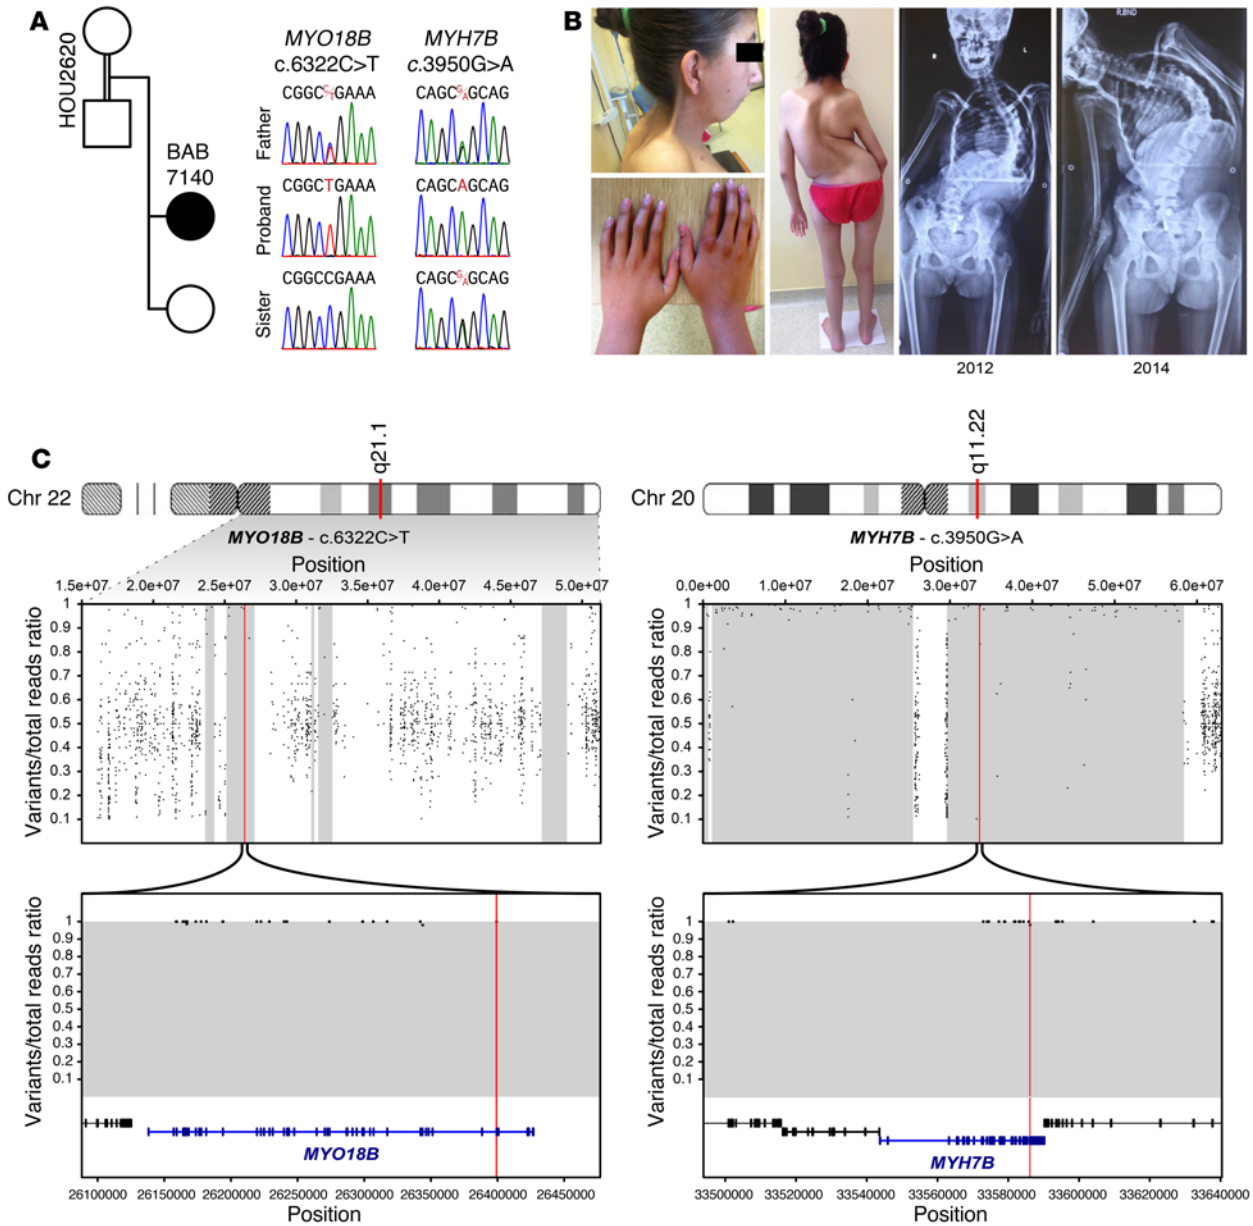 A
HOU2620
BAB
7140
MYO18B
c.6322C>T
MYH7B
c.3950G>A
Father
CGGCCTGAAA
CAGCGAGCAG
Proband
CGGCTGAAA
CAGCAGCAG
Sister
CGGCCGAAA
CAGCGAGCAG
B
R
L
O
O
R.BND
O
O
2012
2014
C
Chr 22
q21.1
MYO18B - c.6322C>T
Position
1.5e+07 2.0e+07 2.5e+07 3.0e+07 3.5e+07 4.0e+07 4.5e+07 5.0e+07
Variants/total reads ratio
1
0.9
0.8
0.7
0.6
0.5
0.4
0.3
0.2
0.1
Chr 20
q11.22
MYH7B - c.3950G>A
Position
0.0e+00 1.0e+07 2.0e+07 3.0e+07 4.0e+07 5.0e+07 6.0e+07
Variants/total reads ratio
1
0.9
0.8
0.7
0.6
0.5
0.4
0.3
0.2
0.1
Variants/total reads ratio
1
0.9
0.8
0.7
0.6
0.5
0.4
0.3
0.2
0.1
MYO18B
26100000 26150000 26200000 26250000 26300000 26350000 26400000 26450000
Position
Variants/total reads ratio
1
0.9
0.8
0.7
0.6
0.5
0.4
0.3
0.2
0.1
MYH7B
33500000 33520000 33540000 33560000 33580000 33600000 33620000 33640000
Position